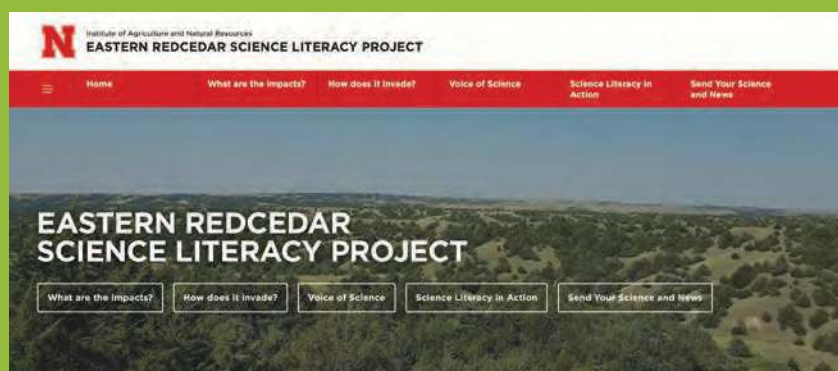 N
Institute of Agriculture and Natural Resources
EASTERN REDCEDAR SCIENCE LITERACY PROJECT
Home
What are the Impacts?
How does it Invade?
Voice of Science
Science Literacy in
Action
Send Your Science
and News
EASTERN REDCEDAR
SCIENCE LITERACY PROJECT
What are the Impacts?
How does it Invade?
Voice of Science
Science Literacy in Action
Send Your Science and News